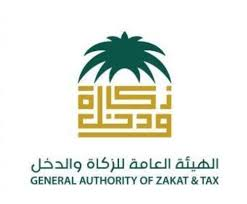 زكاة
ودخل
الهيئة العامة للزكاة والدخل
GENERAL AUTHORITY OF ZAKAT & TAX